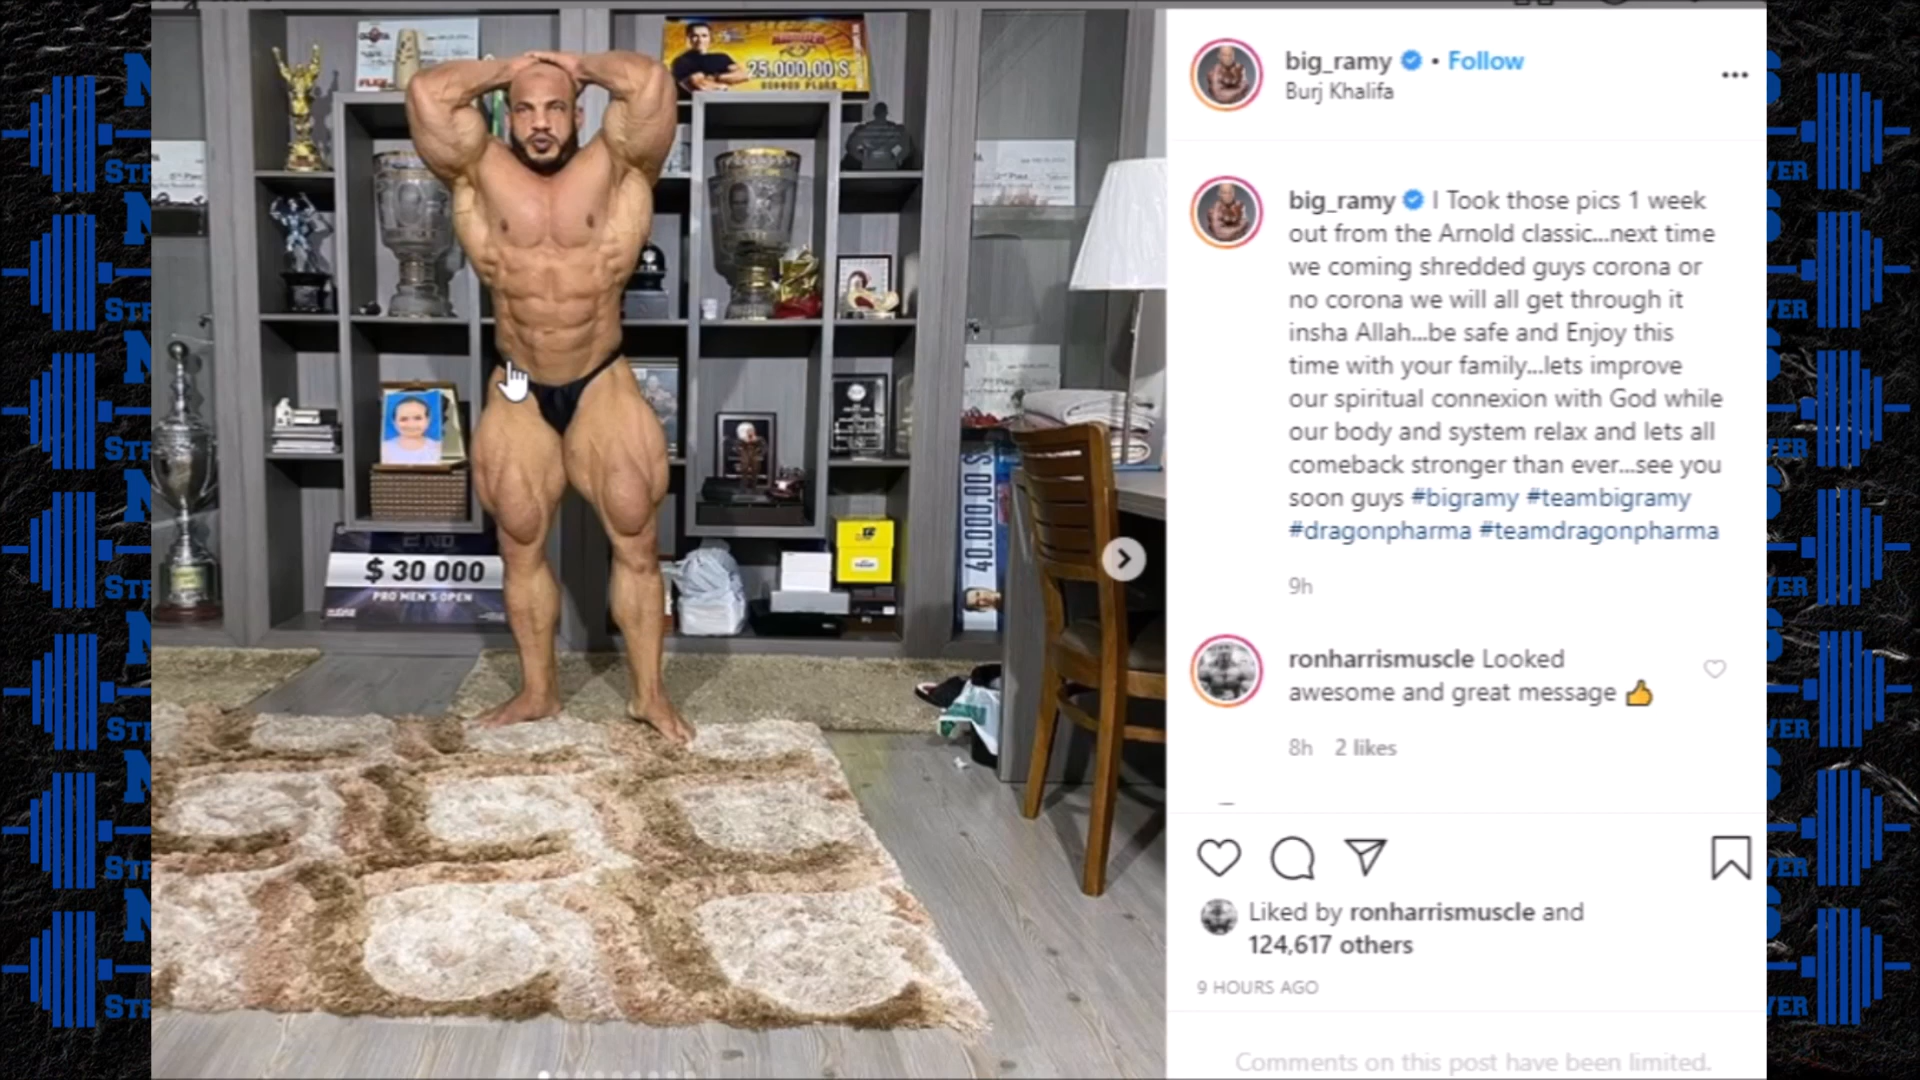 big_ramy • Follow
Burj Khalifa
big_ramy I Took those pics 1 week
out from the Arnold classic...next time
we coming shredded guys corona or
no corona we will all get through it
insha Allah...be safe and Enjoy this
time with your family...lets improve
our spiritual connexion with God while
our body and system relax and lets all
comeback stronger than ever...see you
soon guys #bigramy #teambigramy
#dragonpharma #teamdragonpharma
9h
ronharrismuscle Looked
awesome and great message 👍
8h 2 likes
Liked by ronharrismuscle and
124,617 others
9 HOURS AGO
Comments on this post have been limited.
25.000,00 $
2ND
$ 30 000
PRO MEN'S OPEN
40.000,00 $